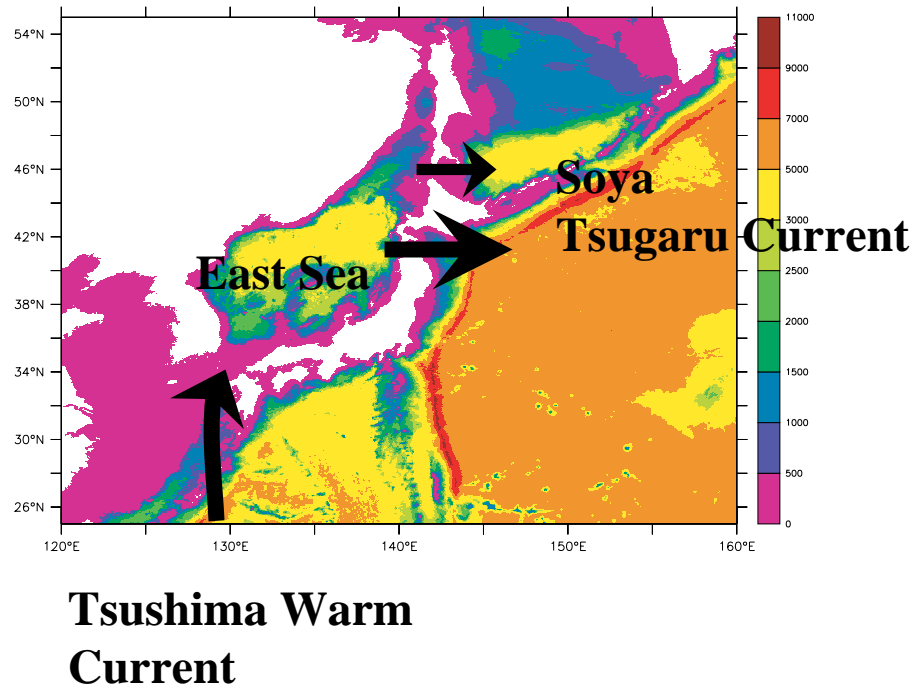 54°N
50°N
46°N
42°N
38°N
34°N
30°N
26°N
120°E 130°E 140°E 150°E 160°E
11000
9000
7000
5000
3000
2500
2000
1500
1000
500
0
Soya
Tsugaru Current
East Sea
Tsushima Warm
Current